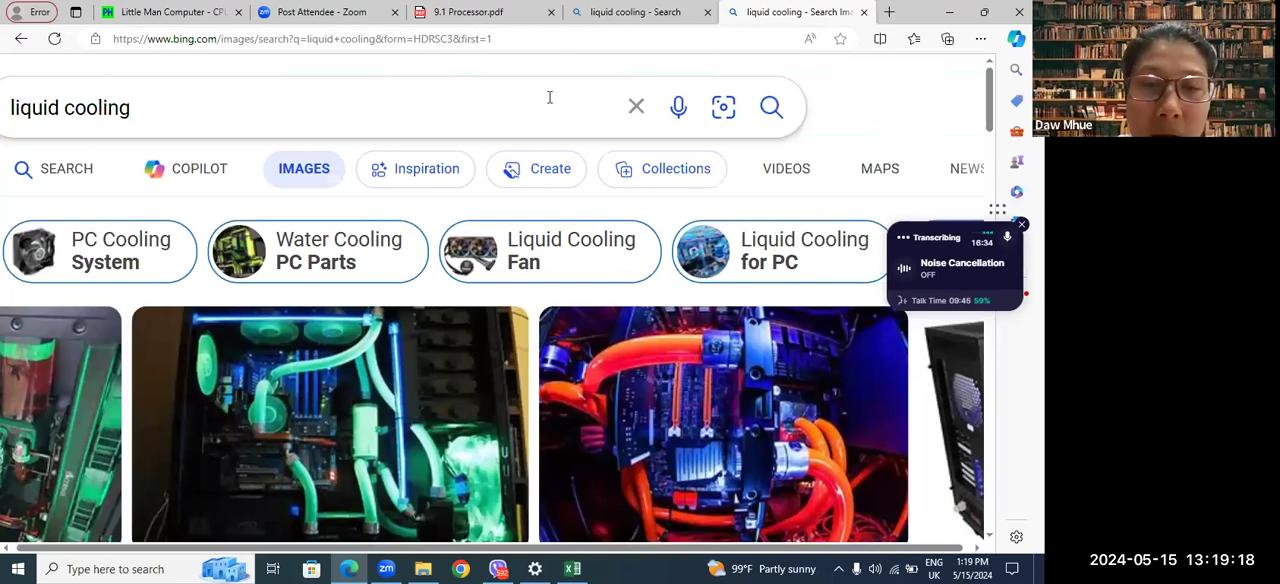 Error
Little Man Computer - CPU
Post Attendee - Zoom
9.1 Processor.pdf
liquid cooling - Search
liquid cooling - Search Ima
https://www.bing.com/images/search?q=liquid+cooling&form=HDRSC3&first=1
liquid cooling
SEARCH
COPILOT
IMAGES
Inspiration
Create
Collections
VIDEOS
MAPS
NEWS
PC Cooling
System
Water Cooling
PC Parts
Liquid Cooling
Fan
Liquid Cooling
for PC
Transcribing
16:34
Noise Cancellation
OFF
Talk Time 09:46 59%
Daw Mhue
Type here to search
592
99°F Partly sunny
ENG
UK
1:19 PM
5/15/2024
2024-05-15 13:19:18